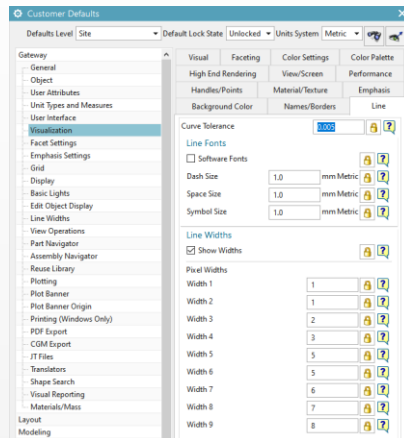 Customer Defaults
Defaults Level Site Default Lock State Unlocked Units System Metric
Gateway
General
Object
User Attributes
Unit Types and Measures
User Interface
Visualization
Facet Settings
Emphasis Settings
Grid
Display
Basic Lights
Edit Object Display
Line Widths
View Operations
Part Navigator
Assembly Navigator
Reuse Library
Plotting
Plot Banner
Plot Banner Origin
Printing (Windows Only)
PDF Export
CGM Export
JT Files
Translators
Shape Search
Visual Reporting
Materials/Mass
Layout
Modeling
Visual Faceting Color Settings Color Palette
High End Rendering View/Screen Performance
Handles/Points Material/Texture Emphasis
Background Color Names/Borders Line
Curve Tolerance 0.005
Line Fonts
Software Fonts
Dash Size 1.0 mm Metric
Space Size 1.0 mm Metric
Symbol Size 1.0 mm Metric
Line Widths
Show Widths
Pixel Widths
Width 1 1
Width 2 1
Width 3 2
Width 4 3
Width 5 5
Width 6 5
Width 7 6
Width 8 7
Width 9 8